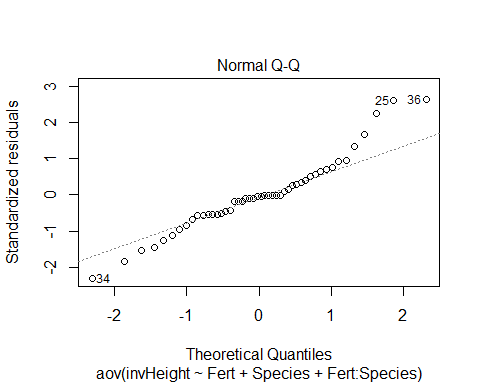 Normal Q-Q
Standardized residuals
3
2
1
0
-1
-2
25
36
34
-2 -1 0 1 2
Theoretical Quantiles
aov(invHeight ~ Fert + Species + Fert:Species)